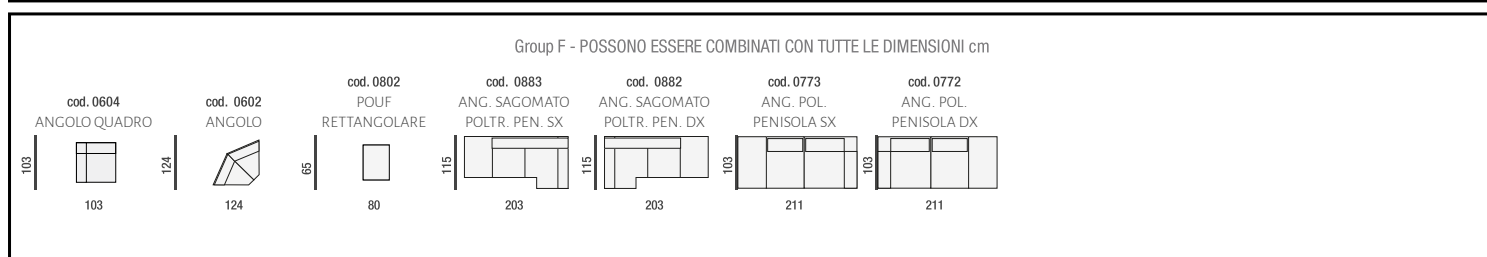 Group F - POSSONO ESSERE COMBINATI CON TUTTE LE DIMENSIONI cm
cod. 0604
ANGOLO QUADRO
103
103
cod. 0602
ANGOLO
124
124
cod. 0802
POUF
RETTANGOLARE
65
80
cod. 0883
ANG. SAGOMATO
POLTR. PEN. SX
115
203
cod. 0882
ANG. SAGOMATO
POLTR. PEN. DX
115
203
cod. 0773
ANG. POL.
PENISOLA SX
103
211
cod. 0772
ANG. POL.
PENISOLA DX
103
211